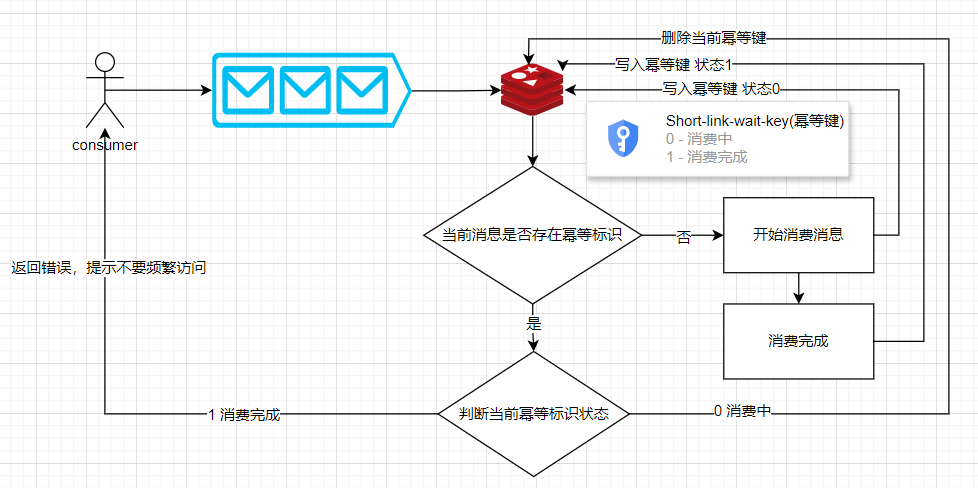 删除当前幂等键
写入幂等键 状态1
写入幂等键 状态0
Short-link-wait-key(幂等键)
0 - 消费中
1 - 消费完成
consumer
当前消息是否存在幂等标识
否
开始消费消息
返回错误，提示不要频繁访问
是
消费完成
1 消费完成
判断当前幂等标识状态
0 消费中